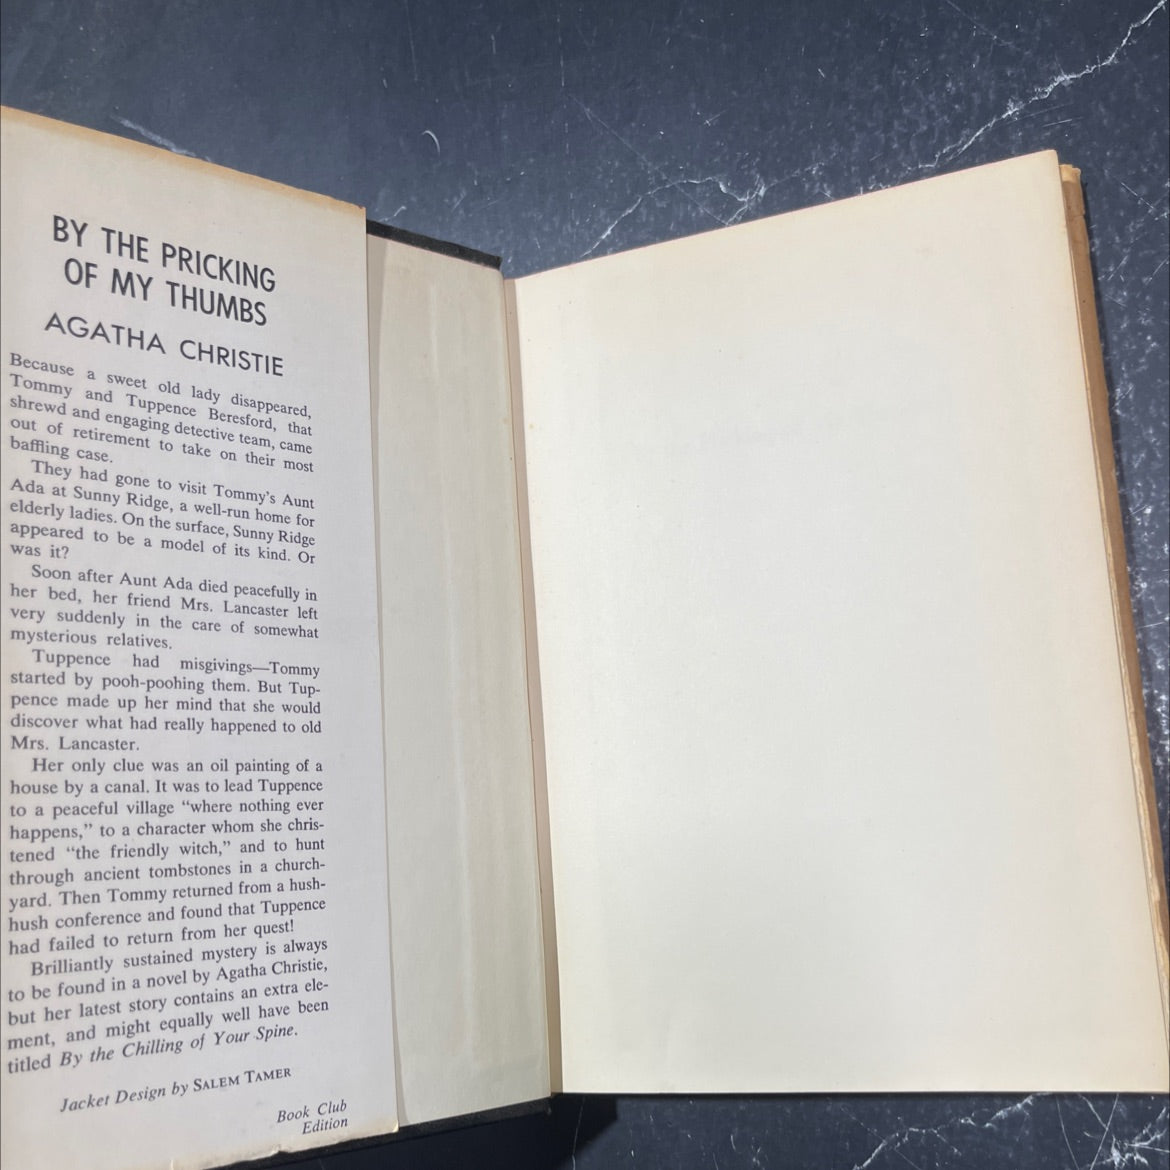 BY THE PRICKING
OF MY THUMBS
AGATHA CHRISTIE
Because a sweet old lady disappeared,
Tommy and Tuppence Beresford, that
shrewd and engaging detective team, came
out of retirement to take on their most
baffling case.
They had gone to visit Tommy's Aunt
Ada at Sunny Ridge, a well-run home for
elderly ladies. On the surface, Sunny Ridge
appeared to be a model of its kind. Or
was it?
Soon after Aunt Ada died peacefully in
her bed, her friend Mrs. Lancaster left
very suddenly in the care of somewhat
mysterious relatives.
Tuppence had misgivings—Tommy
started by pooh-poohing them. But Tup-
pence made up her mind that she would
discover what had really happened to old
Mrs. Lancaster.
Her only clue was an oil painting of a
house by a canal. It was to lead Tuppence
to a peaceful village "where nothing ever
happens," to a character whom she chris-
tened "the friendly witch," and to hunt
through ancient tombstones in a church-
yard. Then Tommy returned from a hush-
hush conference and found that Tuppence
had failed to return from her quest!
Brilliantly sustained mystery is always
to be found in a novel by Agatha Christie,
but her latest story contains an extra ele-
ment, and might equally well have been
titled By the Chilling of Your Spine.
Jacket Design by SALEM TAMER
Book Club
Edition